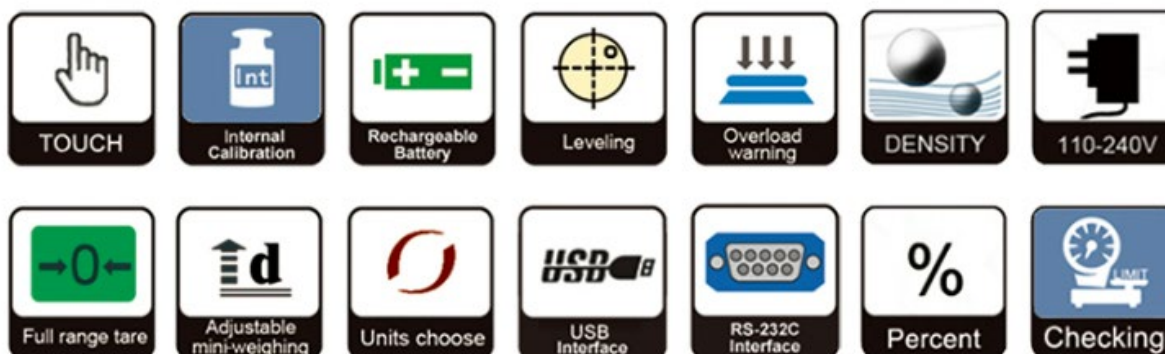 Int
TOUCH
Internal
Calibration
Rechargeable
Battery
Leveling
Overload
warning
DENSITY
110-240V
→0←
Full range tare
d
Adjustable
mini-weighing
Units choose
USB
USB
Interface
RS-232C
Interface
%
Percent
LIMIT
Checking